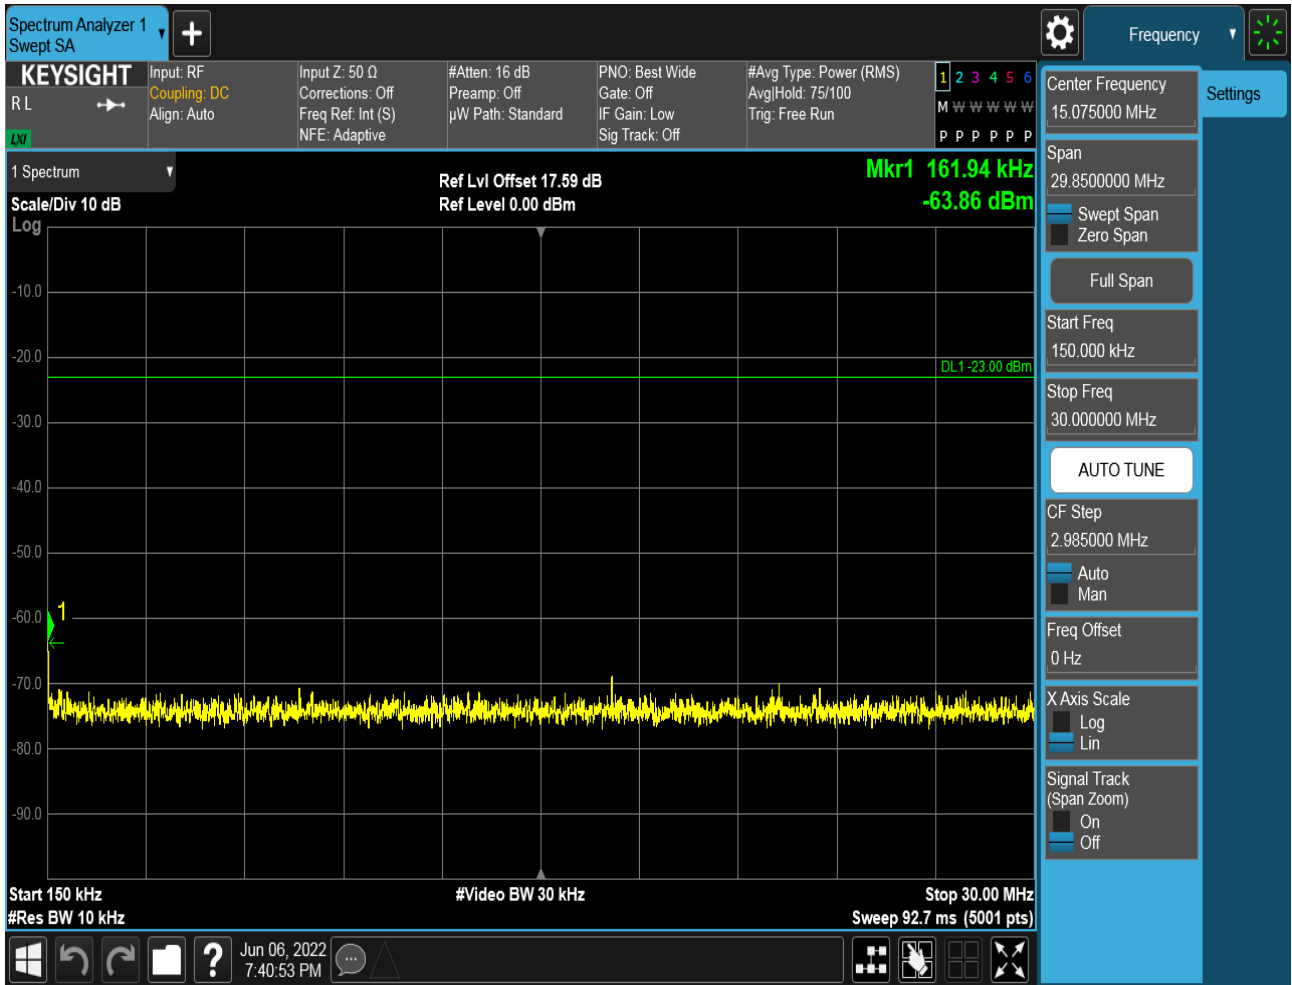 Spectrum Analyzer 1
Swept SA
Frequency
KEYSIGHT
R L
LXI
Input: RF
Coupling: DC
Align: Auto
Input Z: 50 Ω
Corrections: Off
Freq Ref: Int (S)
NFE: Adaptive
#Atten: 16 dB
Preamp: Off
µW Path: Standard
PNO: Best Wide
Gate: Off
IF Gain: Low
Sig Track: Off
#Avg Type: Power (RMS)
Avg|Hold: 75/100
Trig: Free Run
1 2 3 4 5 6
M W W W W W
P P P P P P
1 Spectrum
Scale/Div 10 dB
Log
Ref Lvl Offset 17.59 dB
Ref Level 0.00 dBm
Mkr1 161.94 kHz
-63.86 dBm
-10.0
-20.0
DL1 -23.00 dBm
-30.0
-40.0
-50.0
-60.0
1
-70.0
-80.0
-90.0
Start 150 kHz
#Res BW 10 kHz
#Video BW 30 kHz
Stop 30.00 MHz
Sweep 92.7 ms (5001 pts)
Jun 06, 2022
7:40:53 PM
Center Frequency
15.075000 MHz
Settings
Span
29.8500000 MHz
Swept Span
Zero Span
Full Span
Start Freq
150.000 kHz
Stop Freq
30.000000 MHz
AUTO TUNE
CF Step
2.985000 MHz
Auto
Man
Freq Offset
0 Hz
X Axis Scale
Log
Lin
Signal Track
(Span Zoom)
On
Off